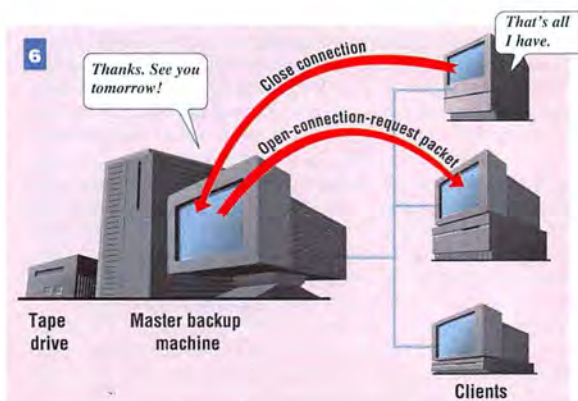 6
Thanks. See you
tomorrow!
That's all
I have.
Close connection
Open-connection-request packet
Tape
drive
Master backup
machine
Clients